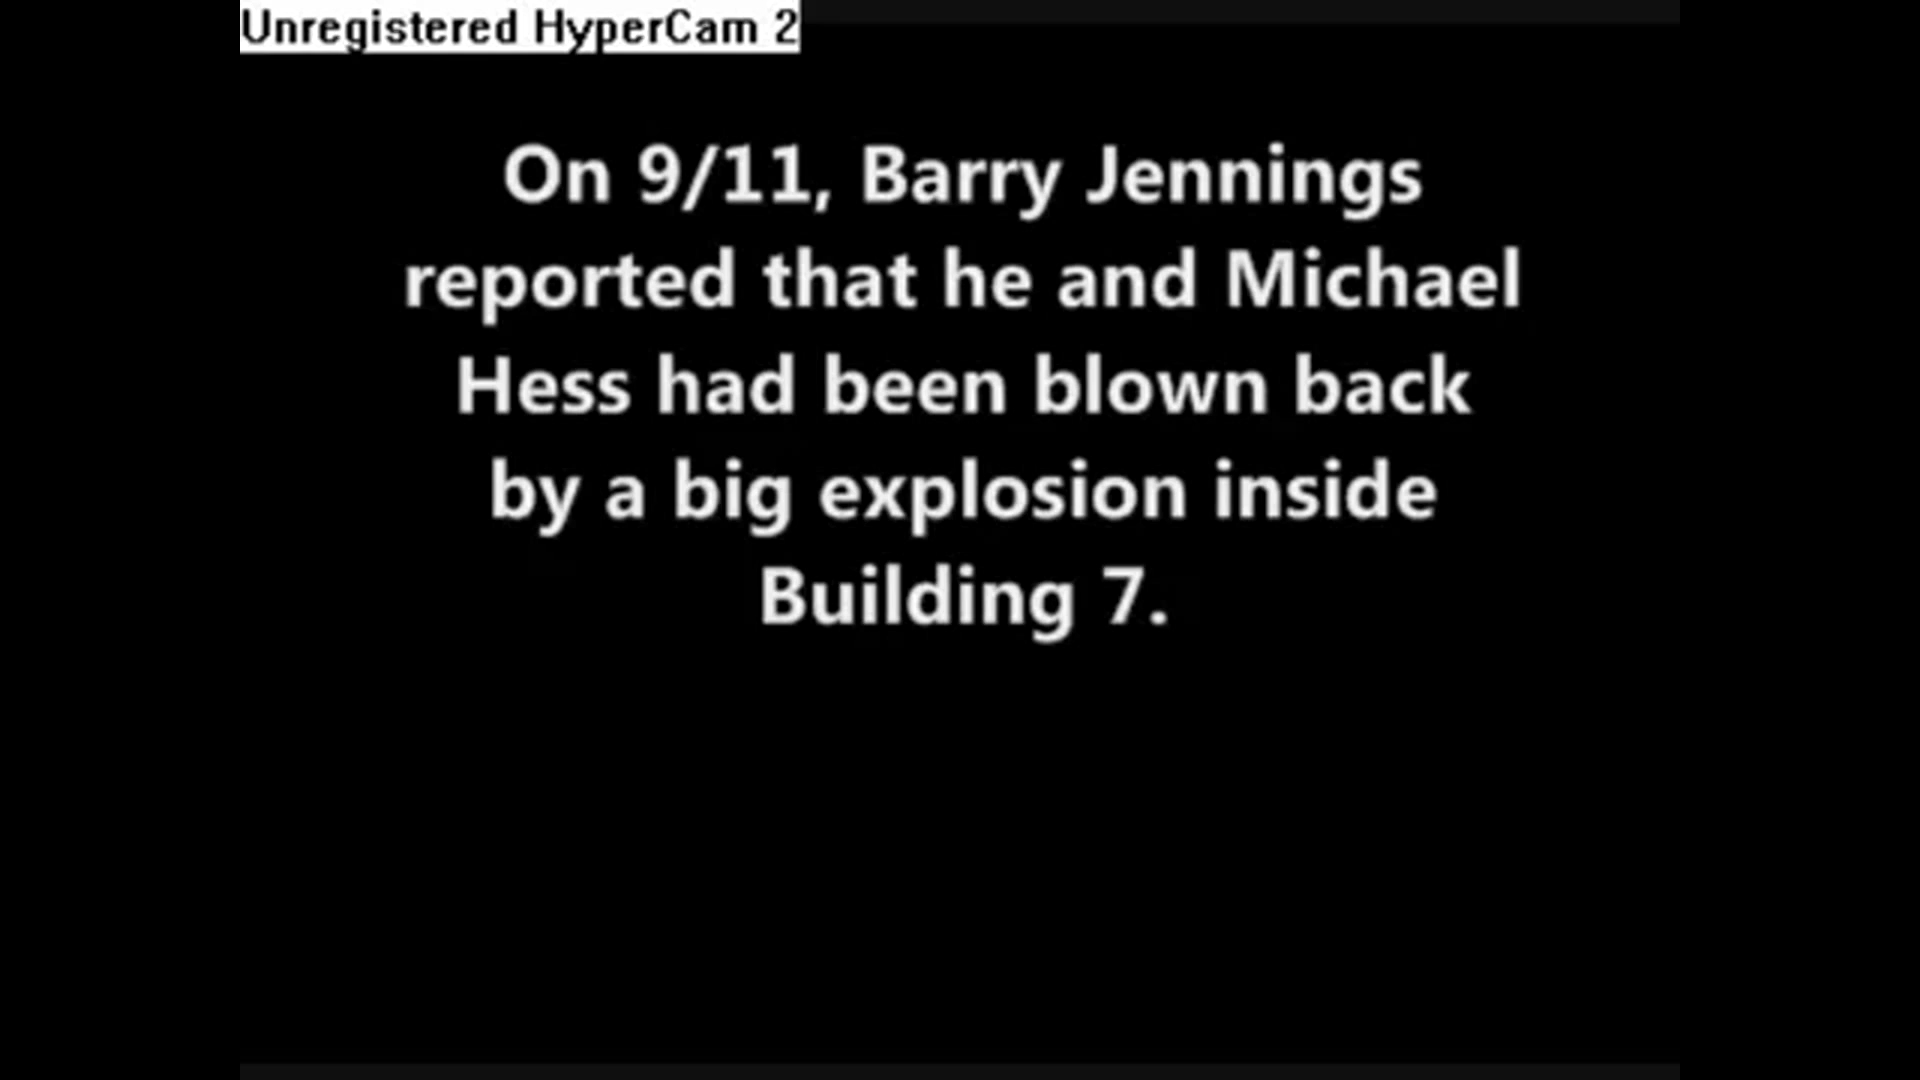 Unregistered HyperCam 2
On 9/11, Barry Jennings
reported that he and Michael
Hess had been blown back
by a big explosion inside
Building 7.